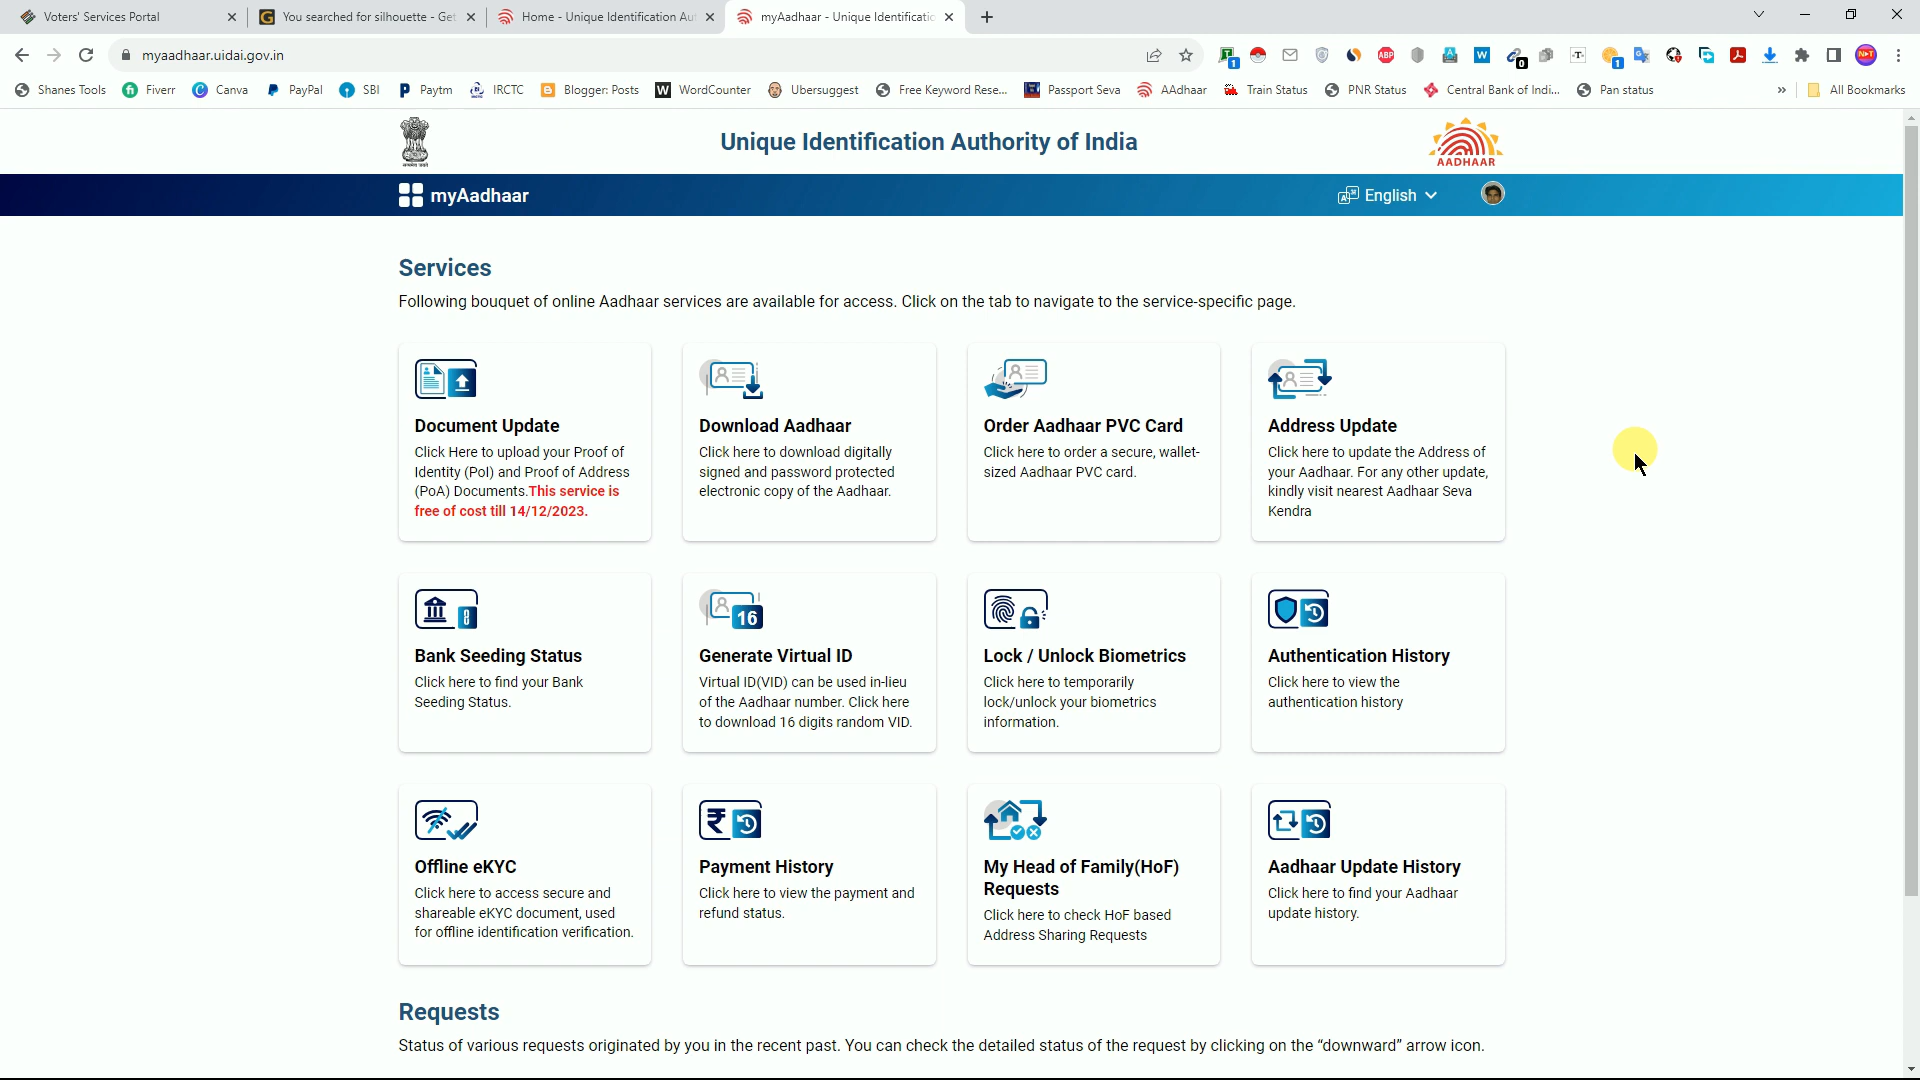 Voters' Services Portal
You searched for silhouette - Get
Home - Unique Identification Au
myAadhaar - Unique Identificatic
myaadhaar.uidai.gov.in
Shanes Tools
Fiverr
Canva
PayPal
SBI
Paytm
IRCTC
Blogger: Posts
WordCounter
Ubersuggest
Free Keyword Rese...
Passport Seva
AAdhaar
Train Status
PNR Status
Central Bank of Indi...
Pan status
All Bookmarks
Unique Identification Authority of India
AADHAAR
myAadhaar
English
Services
Following bouquet of online Aadhaar services are available for access. Click on the tab to navigate to the service-specific page.
Document Update
Click Here to upload your Proof of
Identity (PoI) and Proof of Address
(PoA) Documents.This service is
free of cost till 14/12/2023.
Download Aadhaar
Click here to download digitally
signed and password protected
electronic copy of the Aadhaar.
Order Aadhaar PVC Card
Click here to order a secure, wallet-
sized Aadhaar PVC card.
Address Update
Click here to update the Address of
your Aadhaar. For any other update,
kindly visit nearest Aadhaar Seva
Kendra
Bank Seeding Status
Click here to find your Bank
Seeding Status.
16
Generate Virtual ID
Virtual ID(VID) can be used in-lieu
of the Aadhaar number. Click here
to download 16 digits random VID.
Lock / Unlock Biometrics
Click here to temporarily
lock/unlock your biometrics
information.
Authentication History
Click here to view the
authentication history
Offline eKYC
Click here to access secure and
shareable eKYC document, used
for offline identification verification.
₹
Payment History
Click here to view the payment and
refund status.
My Head of Family(HoF)
Requests
Click here to check HoF based
Address Sharing Requests
Aadhaar Update History
Click here to find your Aadhaar
update history.
Requests
Status of various requests originated by you in the recent past. You can check the detailed status of the request by clicking on the “downward” arrow icon.